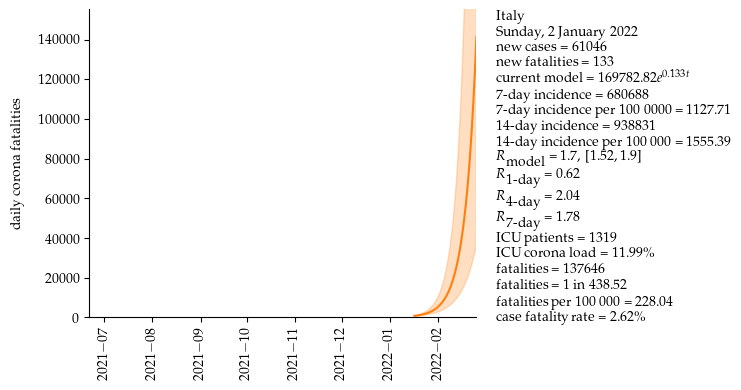 140000
120000
100000
80000
60000
40000
20000
0
daily corona fatalities
2021−07
2021−08
2021−09
2021−10
2021−11
2021−12
2022−01
2022−02
Italy
Sunday, 2 January 2022
new cases = 61046
new fatalities = 133
current model = 169782.82e^0.133t
7-day incidence = 680688
7-day incidence per 100 0000 = 1127.71
14-day incidence = 938831
14-day incidence per 100 000 = 1555.39
R_model = 1.7, [1.52, 1.9]
R_1-day = 0.62
R_4-day = 2.04
R_7-day = 1.78
ICU patients = 1319
ICU corona load = 11.99%
fatalities = 137646
fatalities = 1 in 438.52
fatalities per 100 000 = 228.04
case fatality rate = 2.62%